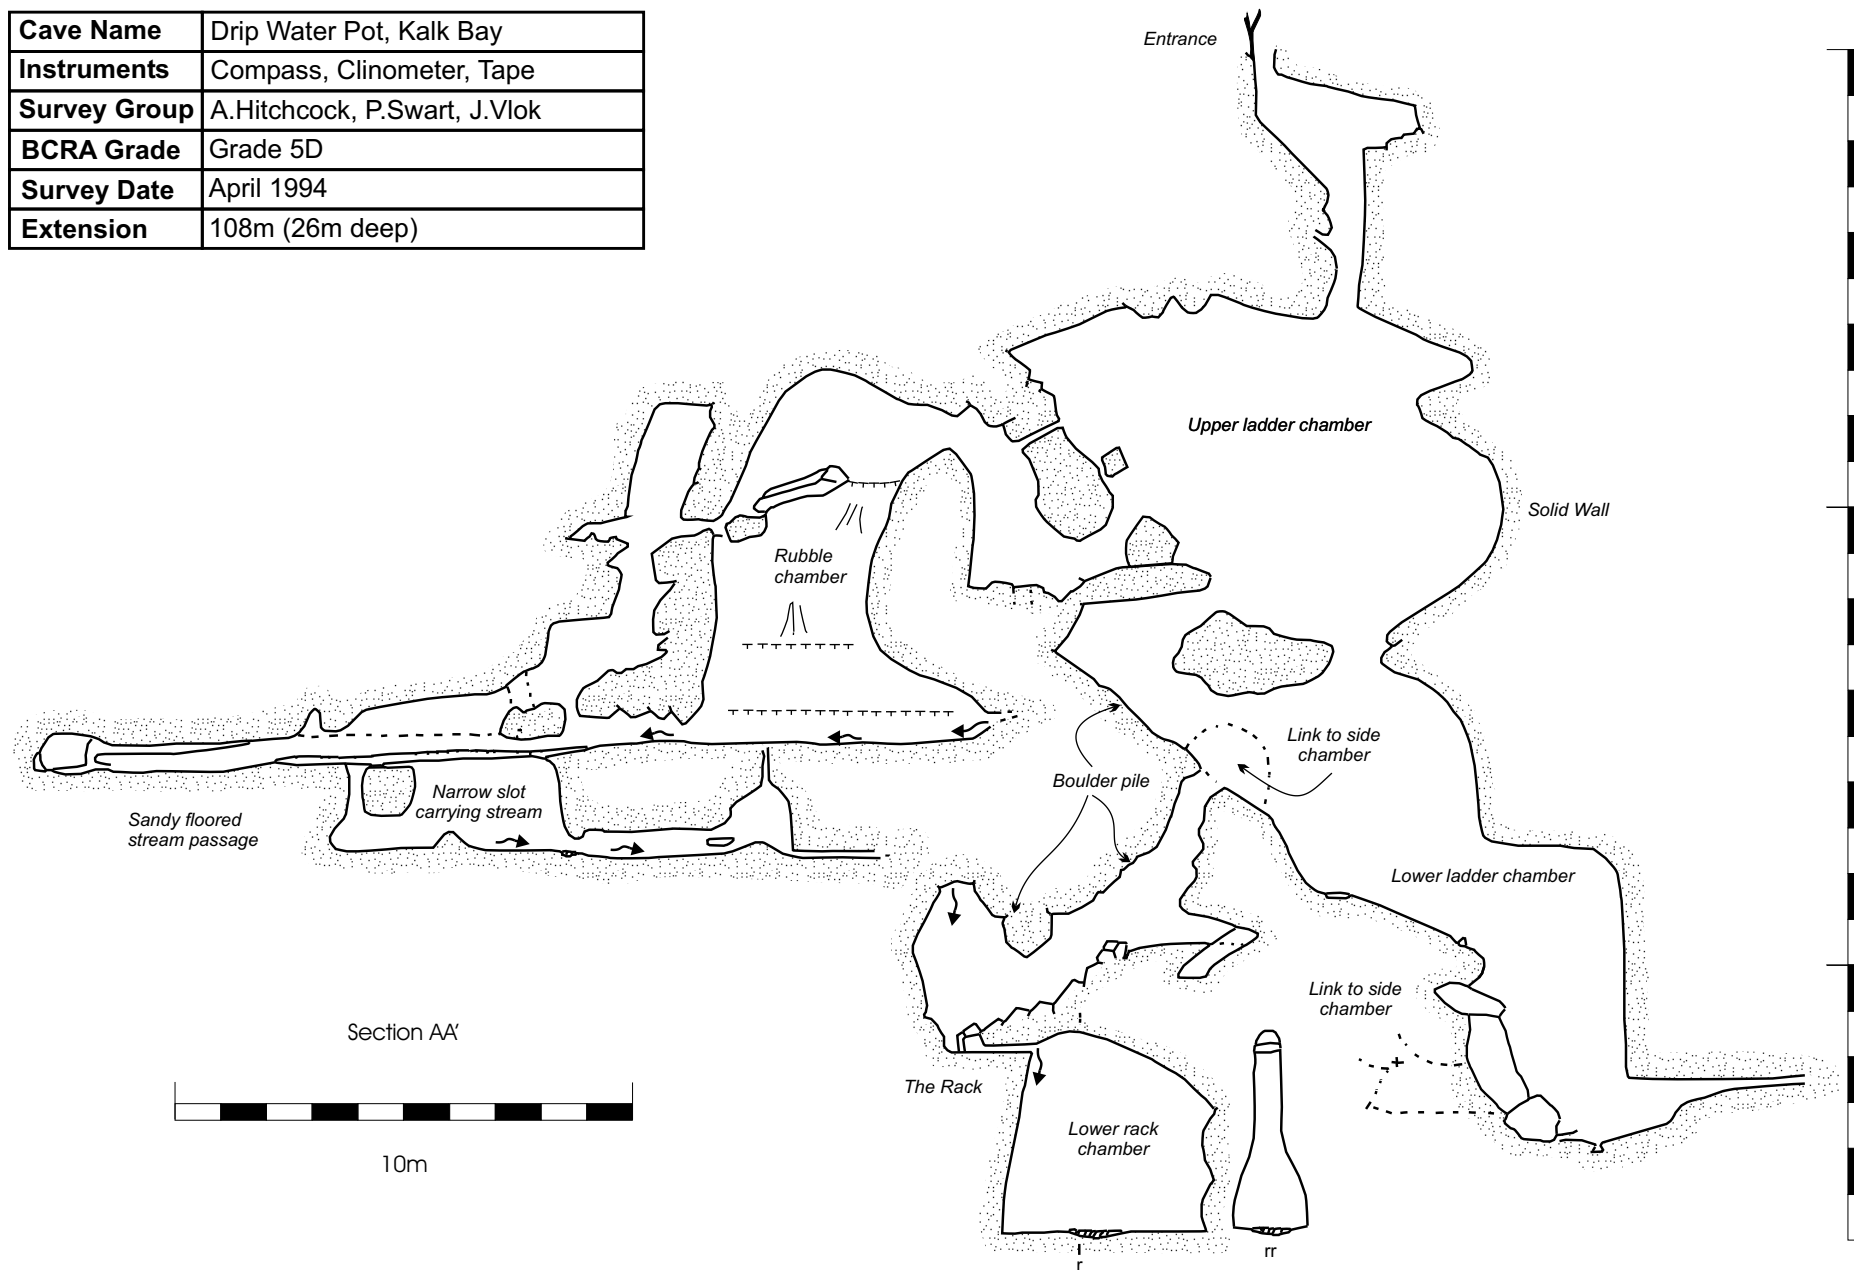 Cave Name Drip Water Pot, Kalk Bay
Instruments Compass, Clinometer, Tape
Survey Group A.Hitchcock, P.Swart, J.Vlok
BCRA Grade Grade 5D
Survey Date April 1994
Extension 108m (26m deep)
Entrance
Upper ladder chamber
Solid Wall
Rubble
chamber
Link to side
chamber
Boulder pile
Narrow slot
carrying stream
Sandy floored
stream passage
Lower ladder chamber
Link to side
chamber
Section AA'
The Rack
Lower rack
chamber
10m
rr
r